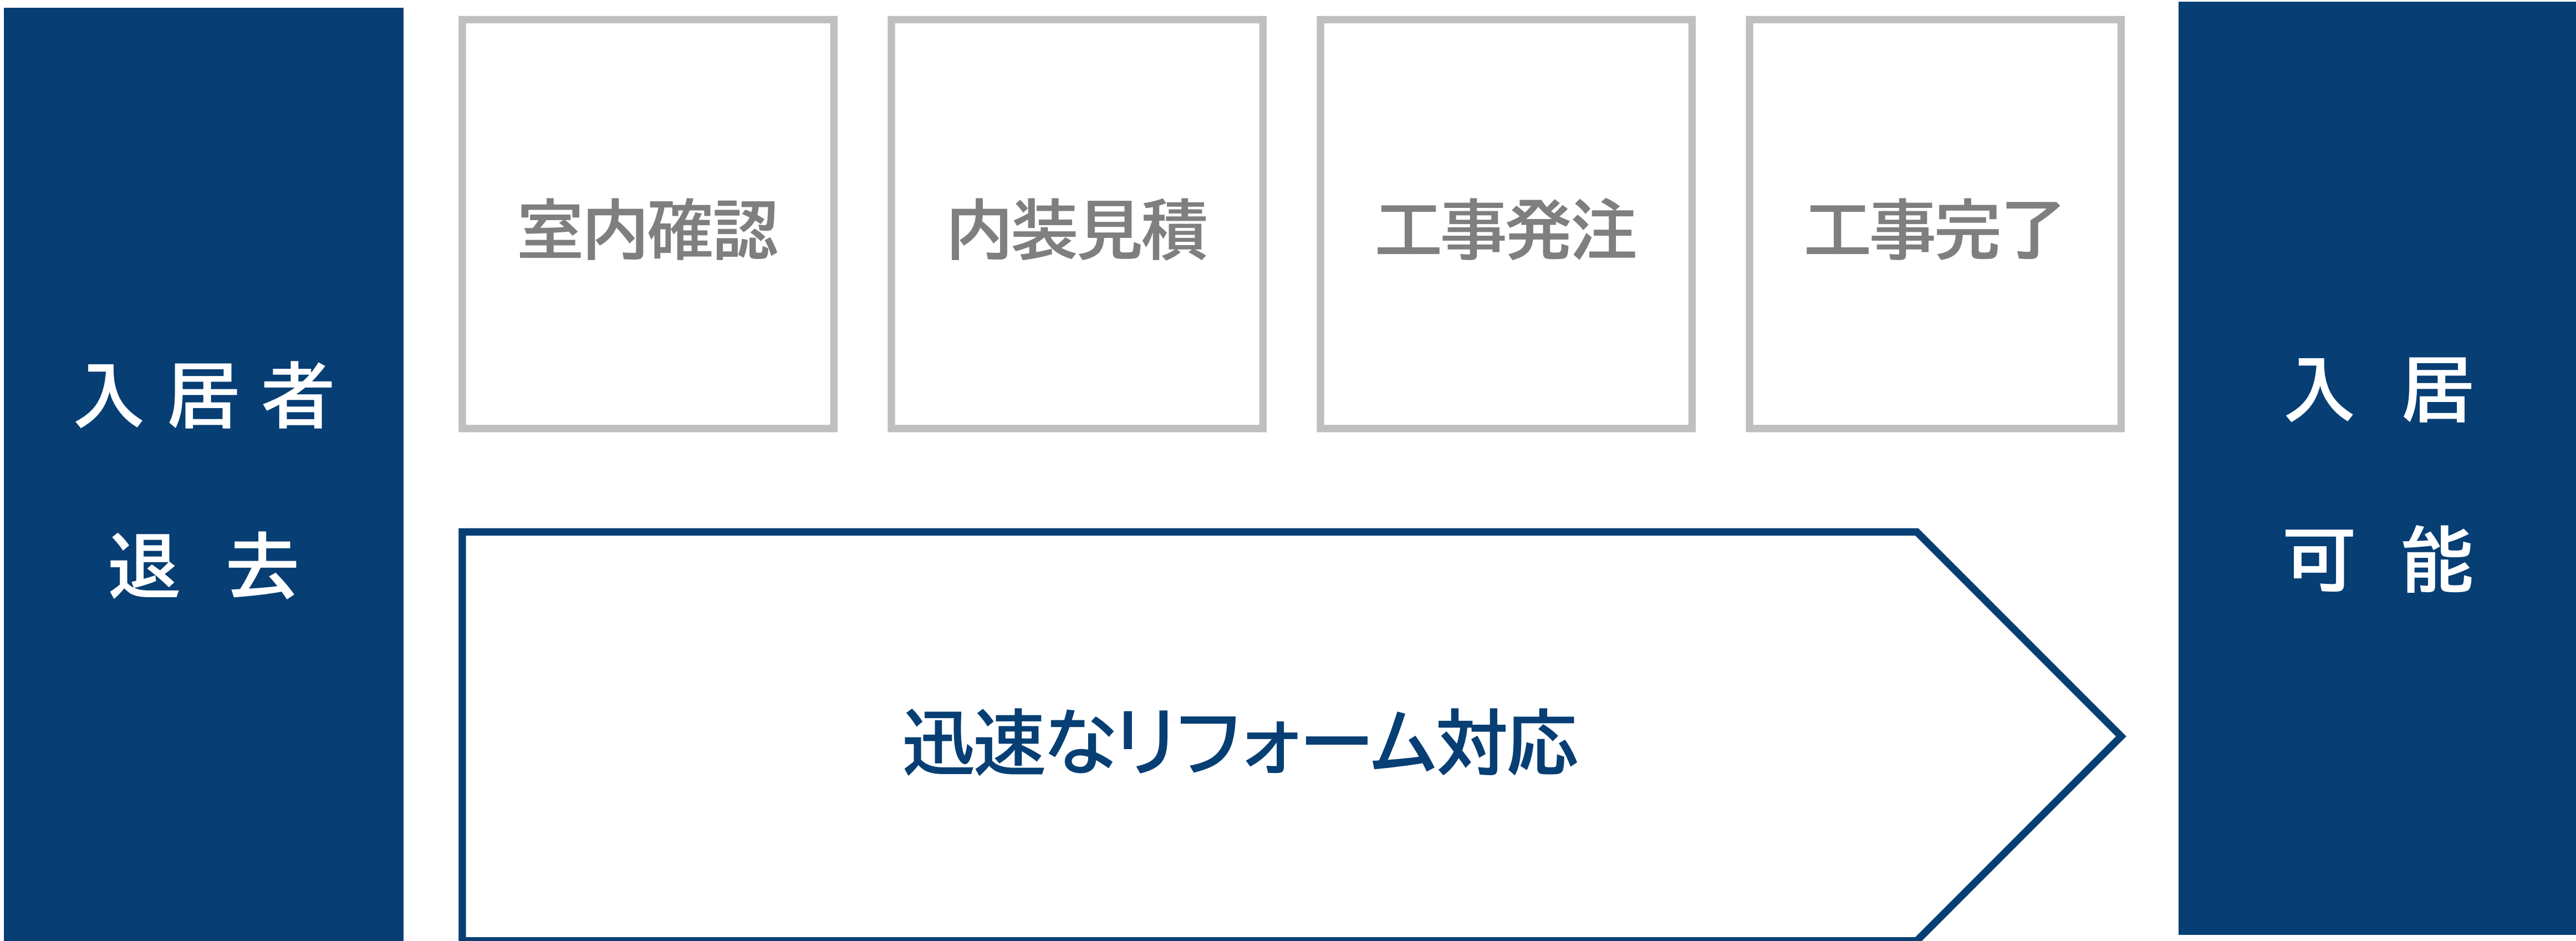 入居者
退去
室内確認
内装見積
工事発注
工事完了
迅速なリフォーム対応
入居
可能